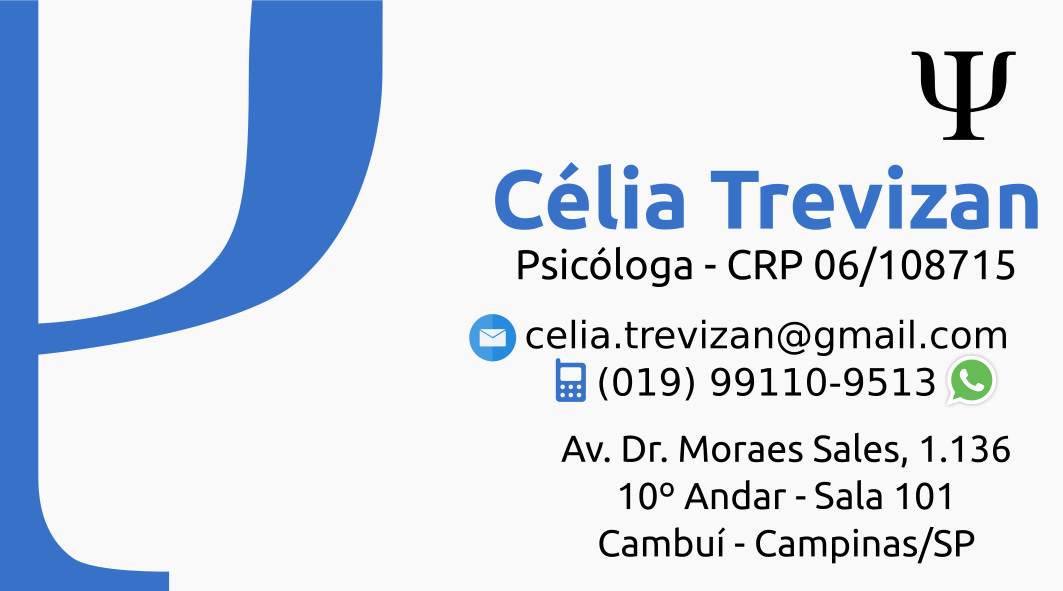 Ψ
Célia Trevizan
Psicóloga - CRP 06/108715
celia.trevizan@gmail.com
(019) 99110-9513
Av. Dr. Moraes Sales, 1.136
10º Andar - Sala 101
Cambuí - Campinas/SP